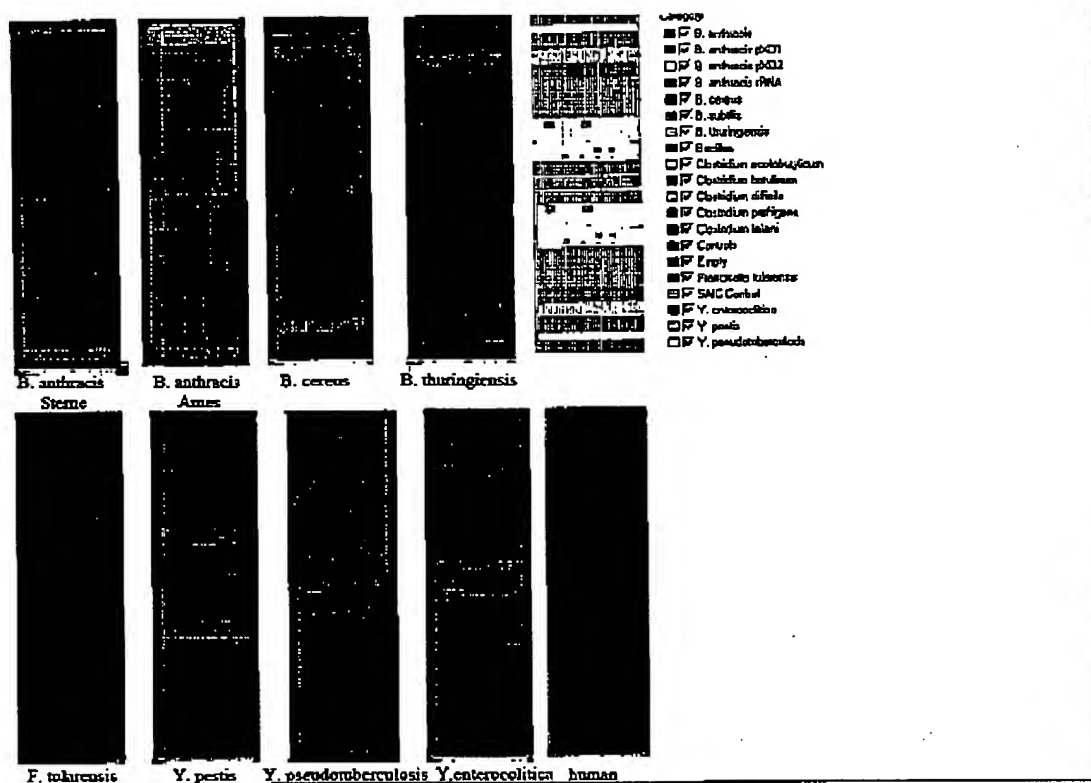 Category
B. anthracis
B. anthracis pXO1
B. anthracis pXO2
B. anthracis rRNA
B. cereus
B. subtilis
B. thuringiensis
Bacillus
Clostridium acetobutylicum
Clostridium botulinum
Clostridium difficile
Clostridium perfrigens
Clostridium tetani
Controls
Empty
Francisella tularensis
SAIC Control
Y. enterocolitica
Y. pestis
Y. pseudotuberculosis
B. anthracis B. anthracis B. cereus B. thuringiensis
Sterne Ames
F. tularensis Y. pestis Y. pseudotuberculosis Y.enterocolitica human